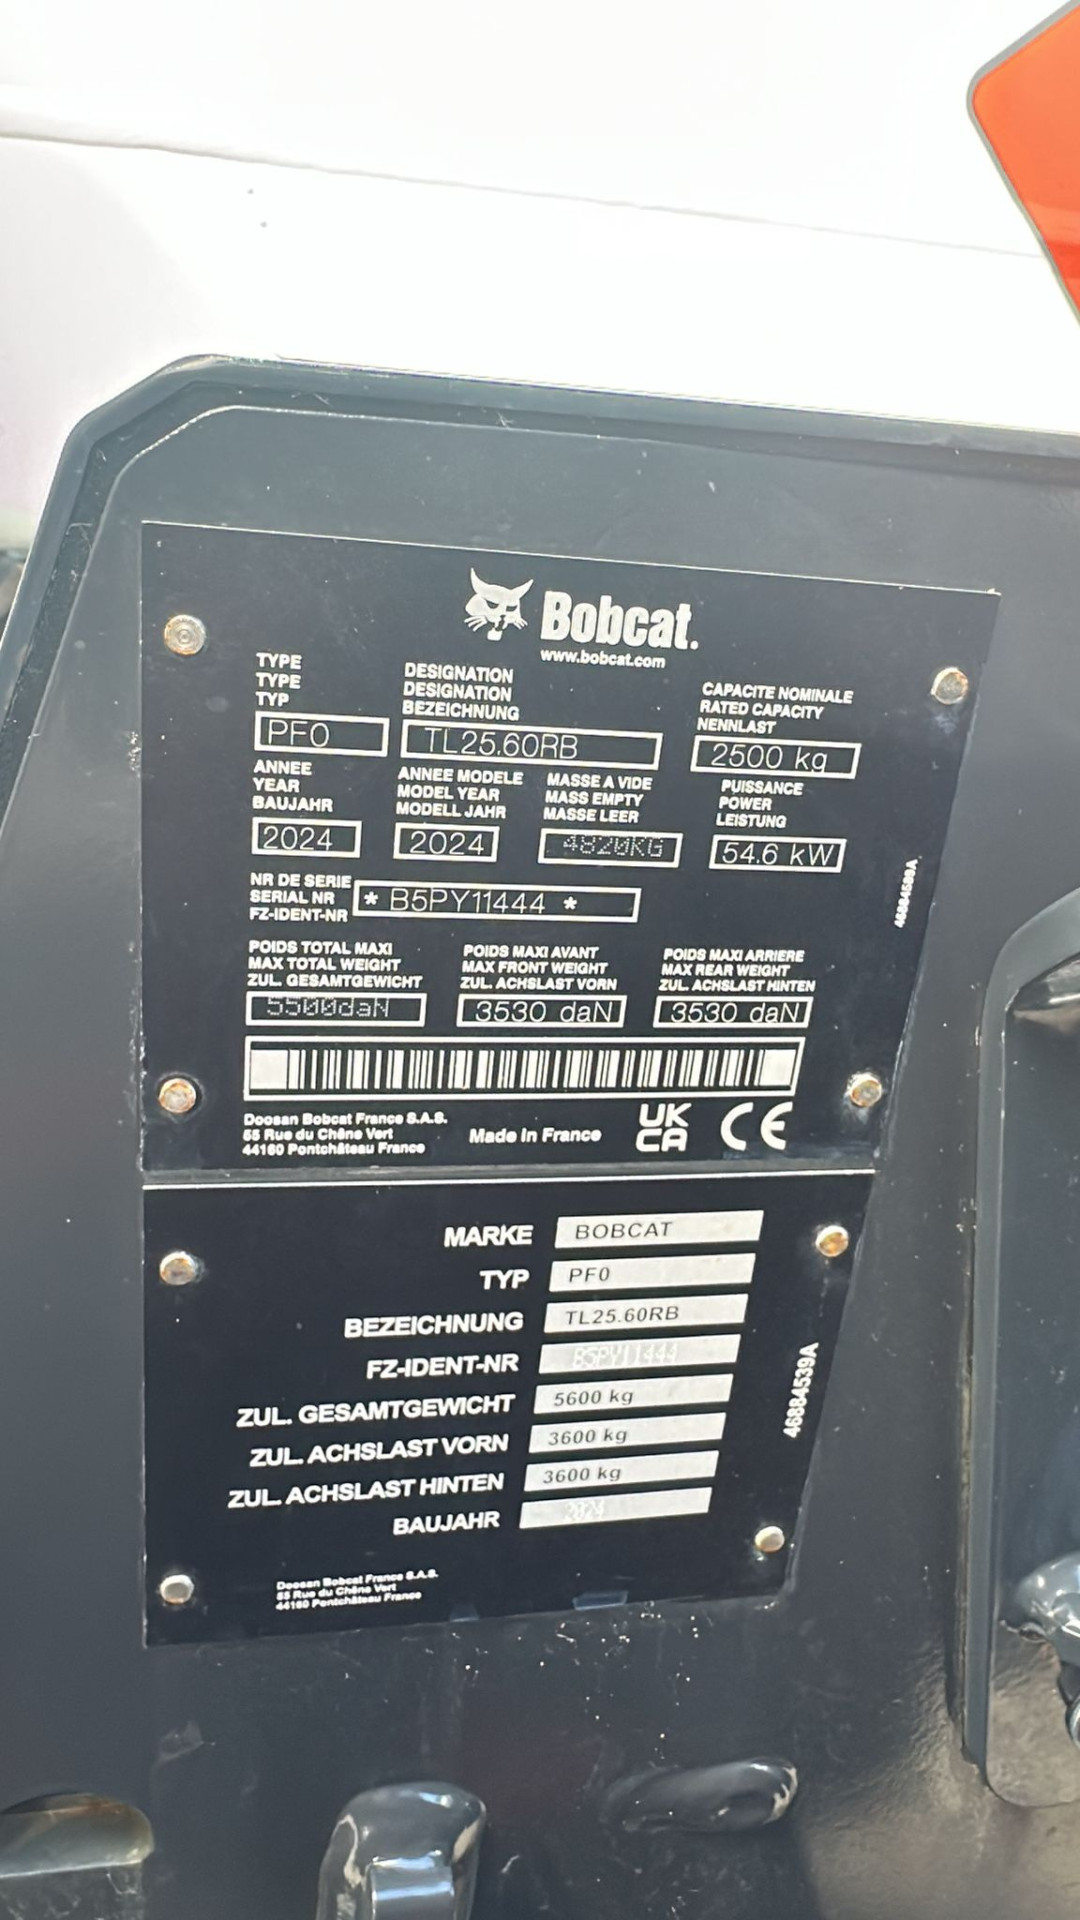 Bobcat.
www.bobcat.com
TYPE
TYPE
TYP
PF0
DESIGNATION
DESIGNATION
BEZEICHNUNG
TL25.60RB
CAPACITE NOMINALE
RATED CAPACITY
NENNLAST
2500 kg
ANNEE
YEAR
BAUJAHR
2024
ANNEE MODELE
MODEL YEAR
MODELL JAHR
2024
MASSE A VIDE
MASS EMPTY
MASSE LEER
4820KG
PUISSANCE
POWER
LEISTUNG
54.6 kW
NR DE SERIE
SERIAL NR
FZ-IDENT-NR
* B5PY11444 *
POIDS TOTAL MAXI
MAX TOTAL WEIGHT
ZUL. GESAMTGEWICHT
5500daN
POIDS MAXI AVANT
MAX FRONT WEIGHT
ZUL. ACHSLAST VORN
3530 daN
POIDS MAXI ARRIERE
MAX REAR WEIGHT
ZUL. ACHSLAST HINTEN
3530 daN
46884589A
Doosan Bobcat France S.A.S.
55 Rue du Chêne Vert
44160 Pontchâteau France
Made in France
UK
CA
CE
MARKE BOBCAT
TYP PF0
BEZEICHNUNG TL25.60RB
FZ-IDENT-NR B5PY11444
ZUL. GESAMTGEWICHT 5600 kg
ZUL. ACHSLAST VORN 3600 kg
ZUL. ACHSLAST HINTEN 3600 kg
BAUJAHR 2024
46884539A
Doosan Bobcat France S.A.S.
55 Rue du Chêne Vert
44160 Pontchâteau France